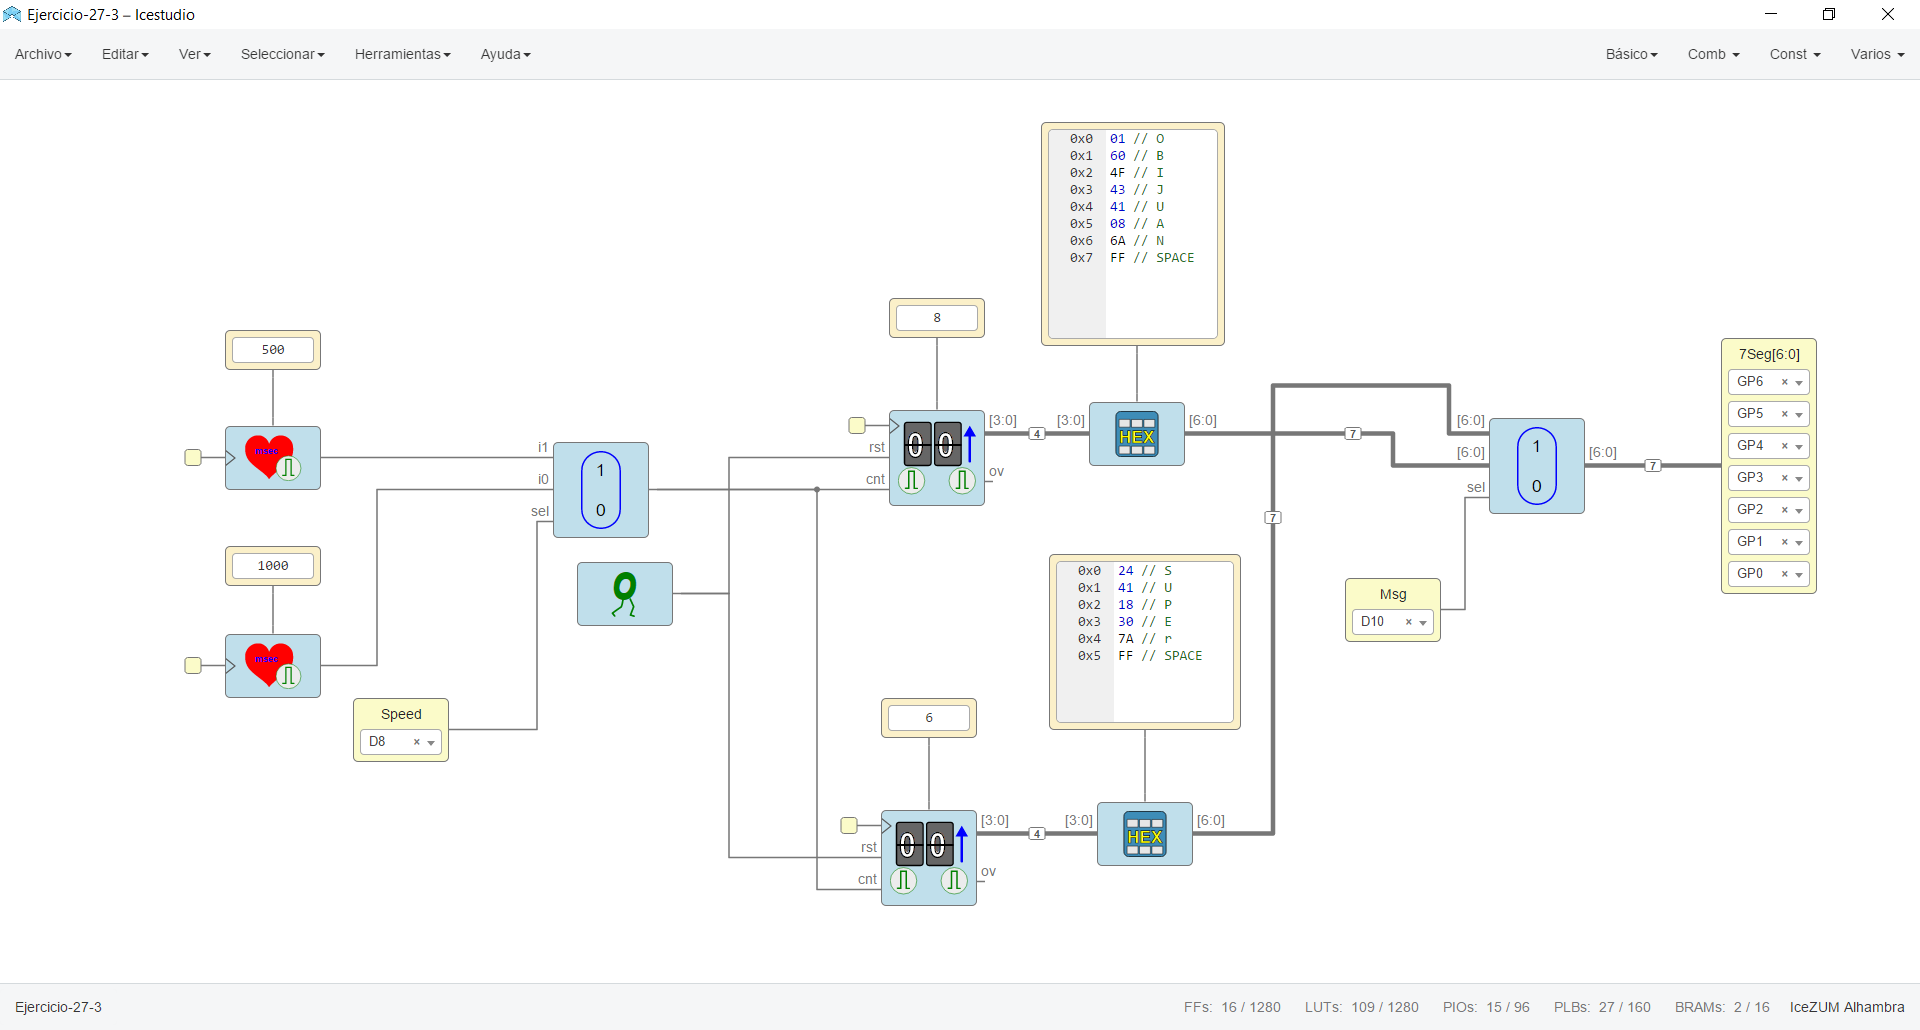 Ejercicio-27-3 – Icestudio
Archivo Editar Ver Seleccionar Herramientas Ayuda Básico Comb Const Varios
0x0 01 // O
0x1 60 // B
0x2 4F // I
0x3 43 // J
0x4 41 // U
0x5 08 // A
0x6 6A // N
0x7 FF // SPACE
8
500
7Seg[6:0]
GP6
GP5
GP4
GP3
GP2
GP1
GP0
msec
i1
i0
sel
1
0
rst
cnt
00
[3:0]
ov
4
[3:0]
HEX
[6:0]
7
7
[6:0]
[6:0]
sel
1
0
[6:0]
7
1000
msec
0
Speed
D8
Msg
D10
0x0 24 // S
0x1 41 // U
0x2 18 // P
0x3 30 // E
0x4 7A // r
0x5 FF // SPACE
6
rst
cnt
00
[3:0]
ov
4
[3:0]
HEX
[6:0]
Ejercicio-27-3 FFs: 16 / 1280 LUTs: 109 / 1280 PIOs: 15 / 96 PLBs: 27 / 160 BRAMs: 2 / 16 IceZUM Alhambra